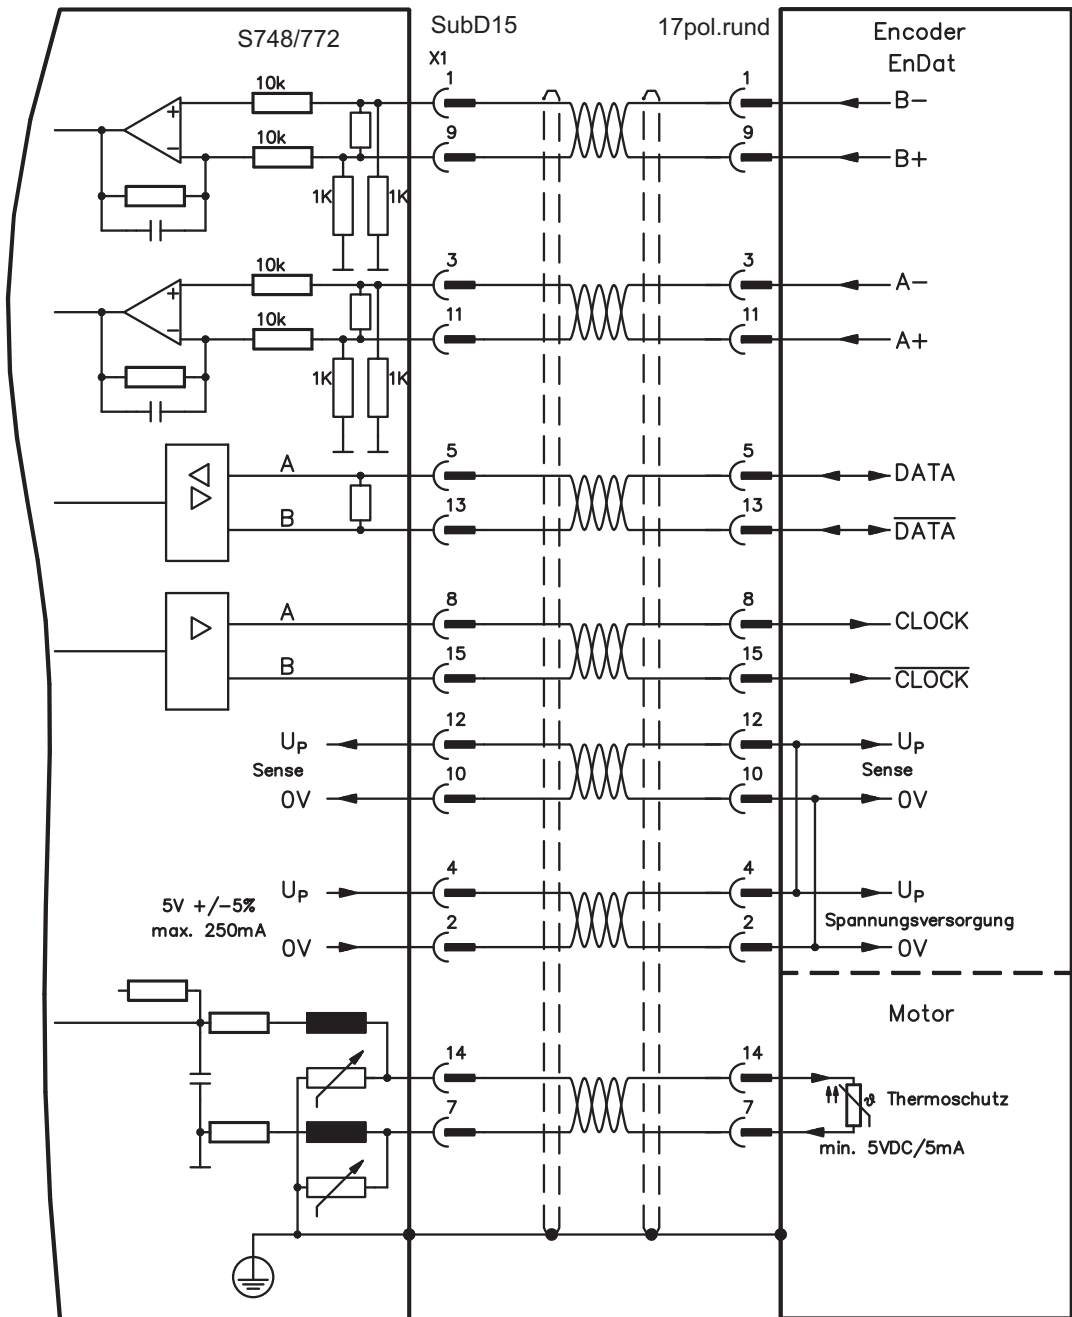 S748/772
SubD15
17pol.rund
Encoder
EnDat
X1
10k
1
1
B-
+
10k
9
9
B+
-
1K
1K
10k
3
3
A-
+
10k
11
11
A+
-
1K
1K
A
5
5
DATA
B
13
13
DATA
A
8
8
CLOCK
B
15
15
CLOCK
UP
12
12
UP
Sense
Sense
0V
10
10
0V
UP
4
4
UP
5V +/-5%
max. 250mA
Spannungsversorgung
0V
2
2
0V
Motor
14
14
ϑ Thermoschutz
7
7
min. 5VDC/5mA